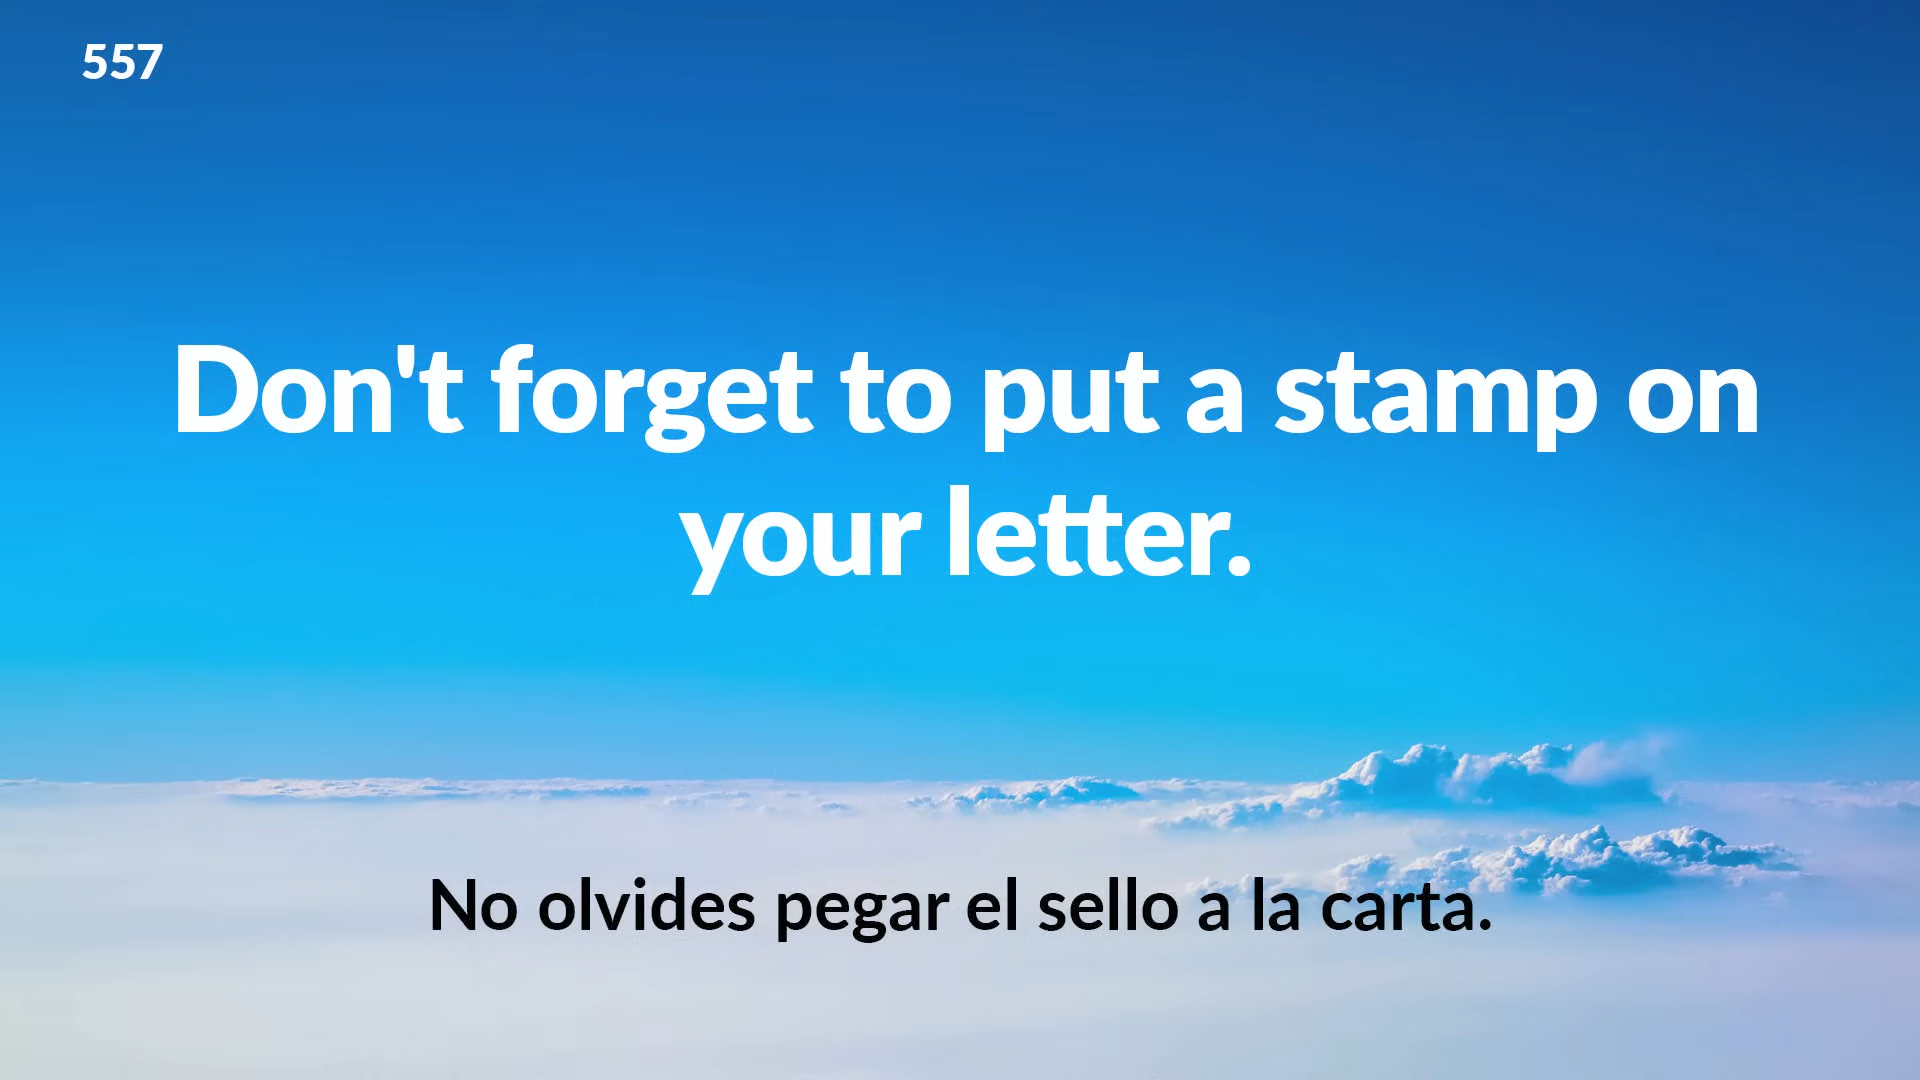 557
Don't forget to put a stamp on
your letter.
No olvides pegar el sello a la carta.